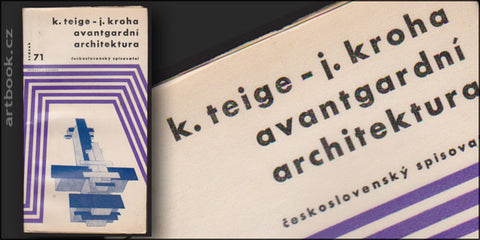 artbook.cz
k. teige - j. kroha
avantgardní
architektura
československý spisovatel
71
k. teige - j. kroha
avantgardní
architektura
československý spisova